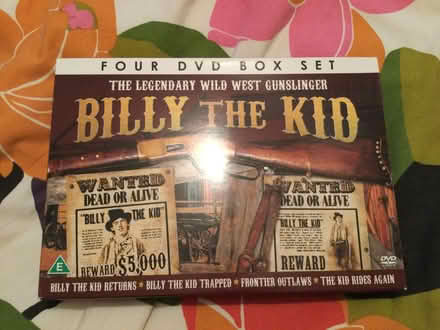 FOUR DVD BOX SET
THE LEGENDARY WILD WEST GUNSLINGER
BILLY THE KID
WANTED
DEAD OR ALIVE
"BILLY THE KID"
REWARD $5,000
WANTED
DEAD OR ALIVE
"BILLY THE KID"
REWARD
E
DVD
BILLY THE KID RETURNS ★ BILLY THE KID TRAPPED ★ FRONTIER OUTLAWS ★ THE KID RIDES AGAIN